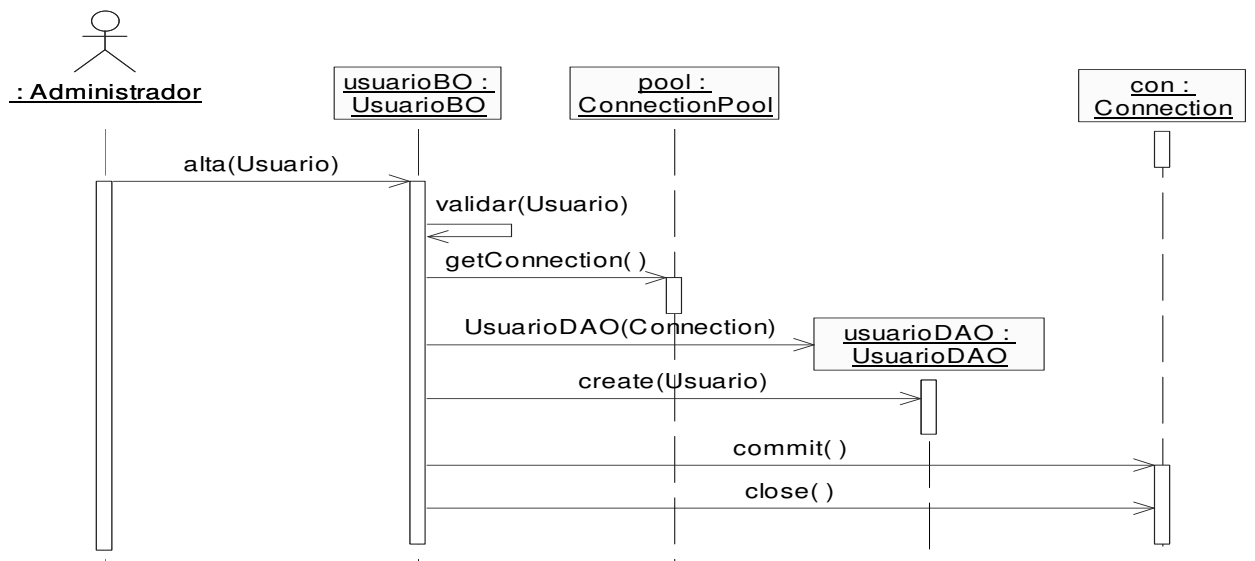 : Administrador
usuarioBO :
UsuarioBO
pool :
ConnectionPool
con :
Connection
alta(Usuario)
validar(Usuario)
getConnection( )
UsuarioDAO(Connection)
usuarioDAO :
UsuarioDAO
create(Usuario)
commit( )
close( )